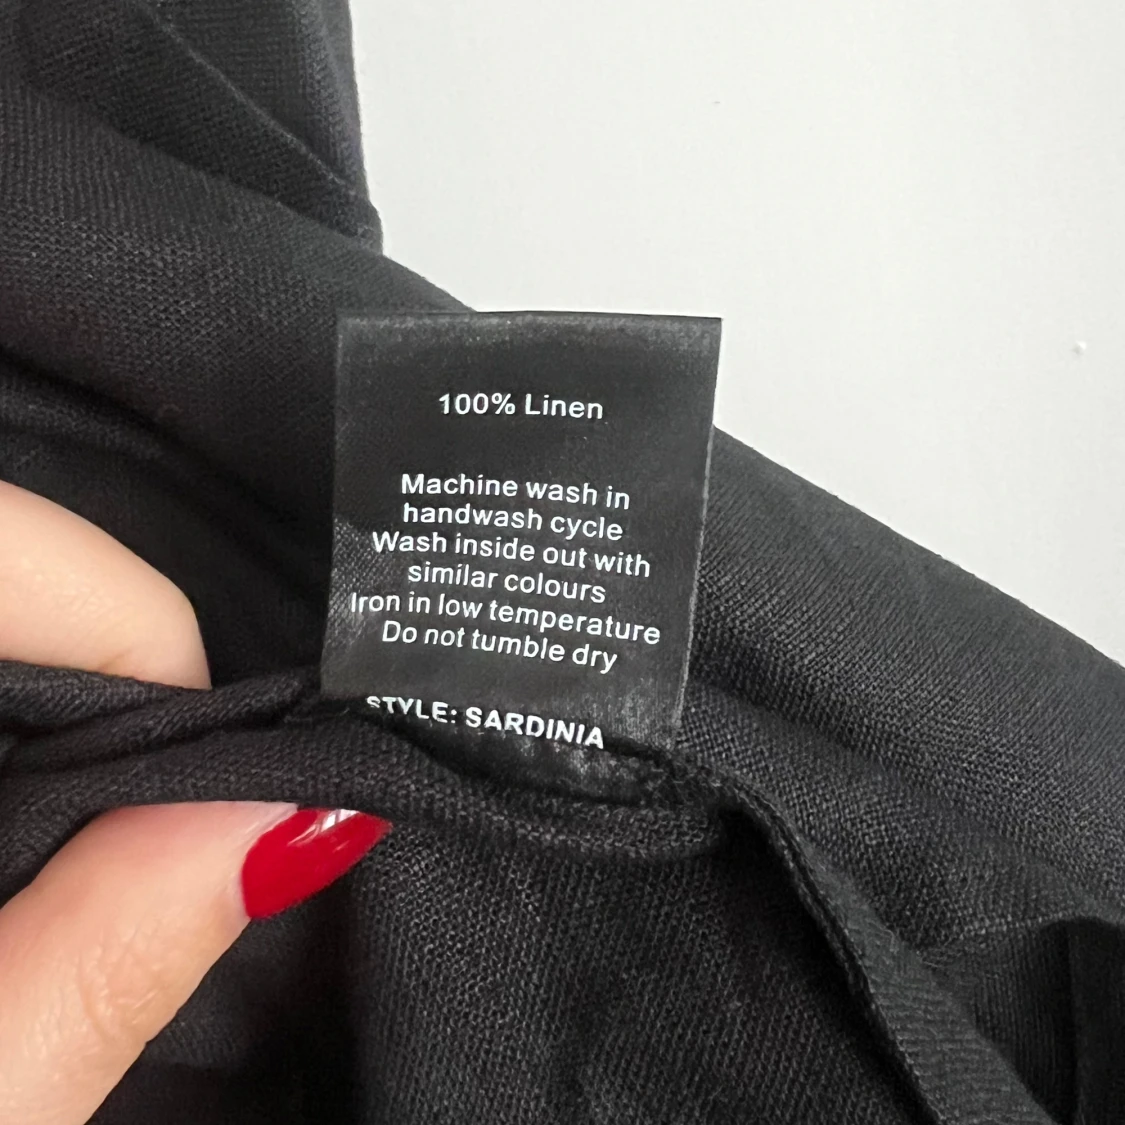 100% Linen
Machine wash in
handwash cycle
Wash inside out with
similar colours
Iron in low temperature
Do not tumble dry
STYLE: SARDINIA